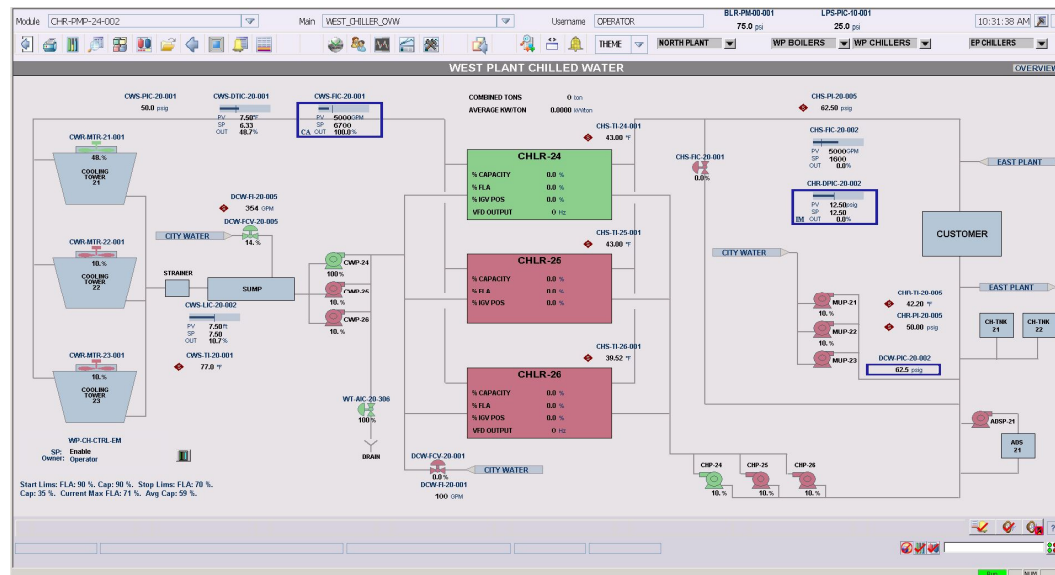 Module CHR-PMP-24-002 Main WEST_CHILLER_OVW Username OPERATOR BLR-PM-00-001 75.0 psi LPS-PIC-10-001 25.0 psi 10:31:38 AM
THEME NORTH PLANT WP BOILERS WP CHILLERS EP CHILLERS
WEST PLANT CHILLED WATER OVERVIEW
CWS-PIC-20-001
50.0 psig
CWS-DTIC-20-001
PV 7.50°F
SP 6.33
OUT 48.7%
CWS-FIC-20-001
PV 5000GPM
SP 6700
CA OUT 100.0%
COMBINED TONS 0 ton
AVERAGE KW/TON 0.0000 kW/ton
CHS-PI-20-005
62.50 psig
CHS-FIC-20-002
PV 5000GPM
SP 1600
OUT 0.0%
CHR-DPIC-20-002
PV 12.50psig
SP 12.50
IM OUT 0.0%
CHS-FIC-20-001
0.0%
EAST PLANT
CUSTOMER
EAST PLANT
CWR-MTR-21-001
48.%
COOLING
TOWER
21
CWR-MTR-22-001
10.%
COOLING
TOWER
22
CWR-MTR-23-001
10.%
COOLING
TOWER
23
DCW-FI-20-005
354 GPM
DCW-FCV-20-005
14.%
CITY WATER
STRAINER
SUMP
CWS-LIC-20-002
PV 7.50ft
SP 7.50
OUT 10.7%
CWS-TI-20-001
77.0 °F
CWP-24
100%
CWP-25
10.%
CWP-26
10.%
CHS-TI-24-001
43.00 °F
CHLR-24
% CAPACITY 0.0 %
% FLA 0.0 %
% IGV POS 0.0 %
VFD OUTPUT 0 Hz
CHS-TI-25-001
43.00 °F
CHLR-25
% CAPACITY 0.0 %
% FLA 0.0 %
% IGV POS 0.0 %
CHS-TI-26-001
39.52 °F
CHLR-26
% CAPACITY 0.0 %
% FLA 0.0 %
% IGV POS 0.0 %
VFD OUTPUT 0 Hz
CITY WATER
MUP-21
10.%
MUP-22
10.%
MUP-23
CHR-TI-20-005
42.20 °F
CHR-PI-20-005
50.00 psig
DCW-PIC-20-002
62.5 psig
CH-TNK
21
CH-TNK
22
ADSP-21
ABS
21
WT-AIC-20-306
100%
DRAIN
DCW-FCV-20-001
0.0%
DCW-FI-20-001
100 GPM
CITY WATER
CHP-24
10.%
CHP-25
10.%
CHP-26
10.%
WP-CH-CTRL-EM
SP: Enable
Owner: Operator
Start Lims: FLA: 90 %. Cap: 90 %. Stop Lims: FLA: 70 %.
Cap: 35 %. Current Max FLA: 71 %. Avg Cap: 59 %.
Run NUM